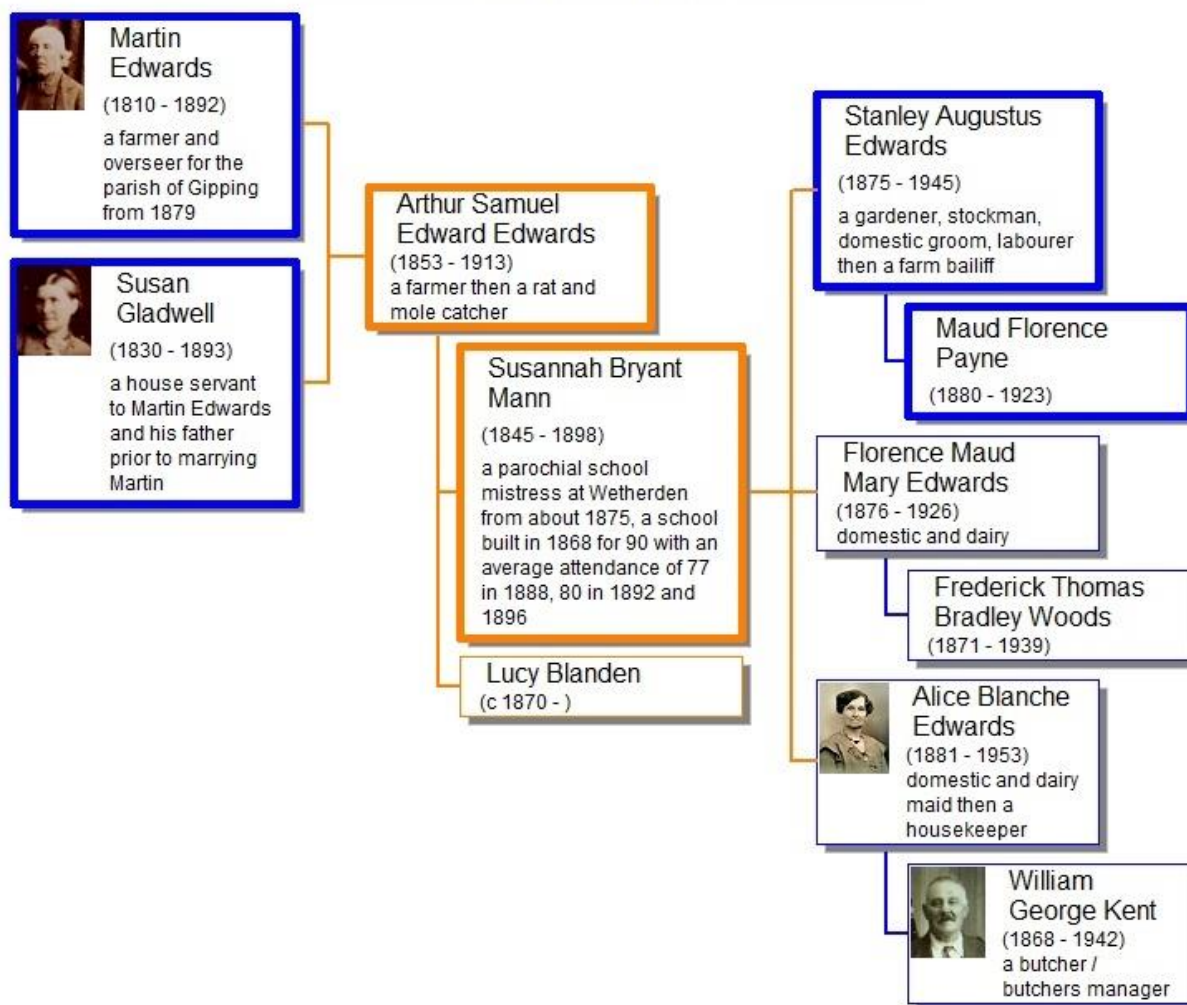 Martin
Edwards
(1810 - 1892)
a farmer and
overseer for the
parish of Gipping
from 1879
Susan
Gladwell
(1830 - 1893)
a house servant
to Martin Edwards
and his father
prior to marrying
Martin
Arthur Samuel
Edward Edwards
(1853 - 1913)
a farmer then a rat and
mole catcher
Susannah Bryant
Mann
(1845 - 1898)
a parochial school
mistress at Wetherden
from about 1875, a school
built in 1868 for 90 with an
average attendance of 77
in 1888, 80 in 1892 and
1896
Lucy Blanden
(c 1870 - )
Stanley Augustus
Edwards
(1875 - 1945)
a gardener, stockman,
domestic groom, labourer
then a farm bailiff
Maud Florence
Payne
(1880 - 1923)
Florence Maud
Mary Edwards
(1876 - 1926)
domestic and dairy
Frederick Thomas
Bradley Woods
(1871 - 1939)
Alice Blanche
Edwards
(1881 - 1953)
domestic and dairy
maid then a
housekeeper
William
George Kent
(1868 - 1942)
a butcher /
butchers manager